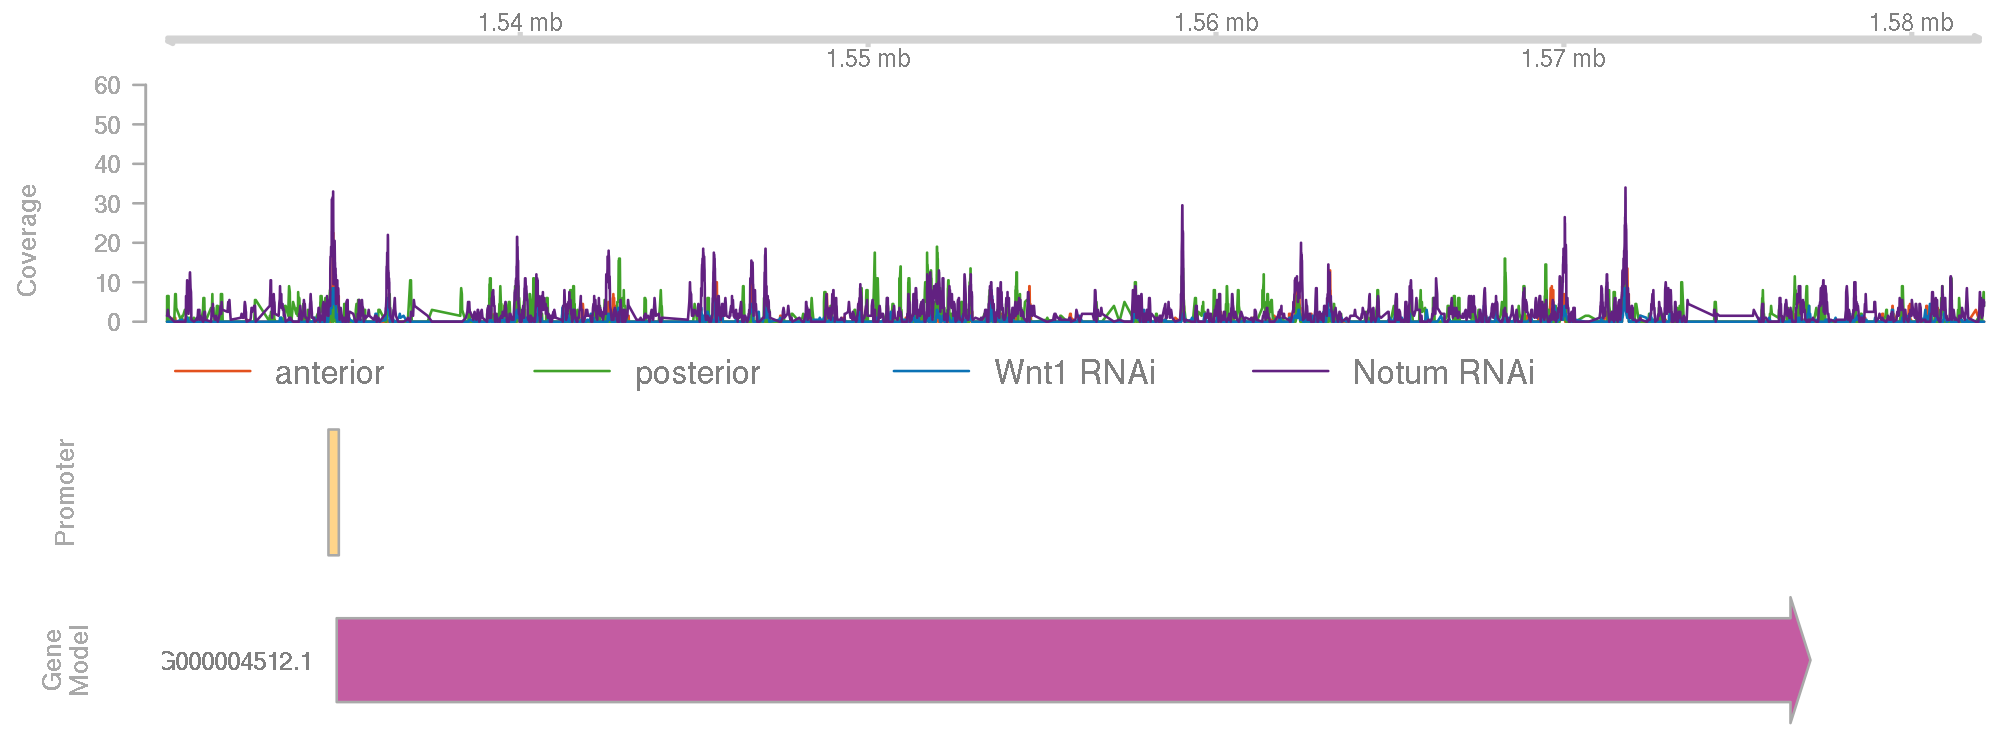 1.54 mb 1.56 mb 1.58 mb
1.55 mb 1.57 mb
60
50
40
30
20
10
0
Coverage
anterior posterior Wnt1 RNAi Notum RNAi
Promoter
Gene
Model
G000004512.1